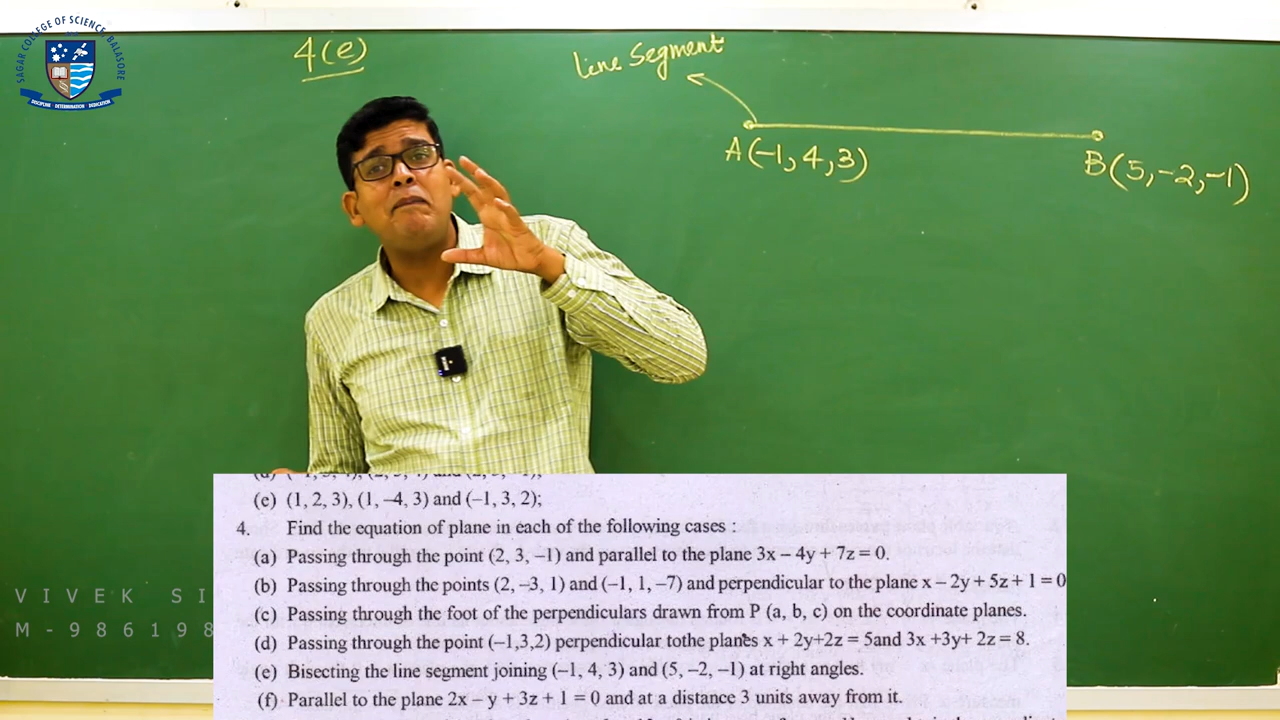 SAGAR COLLEGE OF SCIENCE, BALASORE
DISCIPLINE DETERMINATION DEDICATION
4(e)
Line Segment
A(-1,4,3)
B(5,-2,-1)
(c) (1, 2, 3), (1, –4, 3) and (–1, 3, 2);
4. Find the equation of plane in each of the following cases :
(a) Passing through the point (2, 3, –1) and parallel to the plane 3x – 4y + 7z = 0.
(b) Passing through the points (2, –3, 1) and (–1, 1, –7) and perpendicular to the plane x – 2y + 5z + 1 = 0
(c) Passing through the foot of the perpendiculars drawn from P (a, b, c) on the coordinate planes.
(d) Passing through the point (–1,3,2) perpendicular tothe planes x + 2y+2z = 5and 3x +3y+ 2z = 8.
(e) Bisecting the line segment joining (–1, 4, 3) and (5, –2, –1) at right angles.
(f) Parallel to the plane 2x – y + 3z + 1 = 0 and at a distance 3 units away from it.
VIVEK SI
M-986198